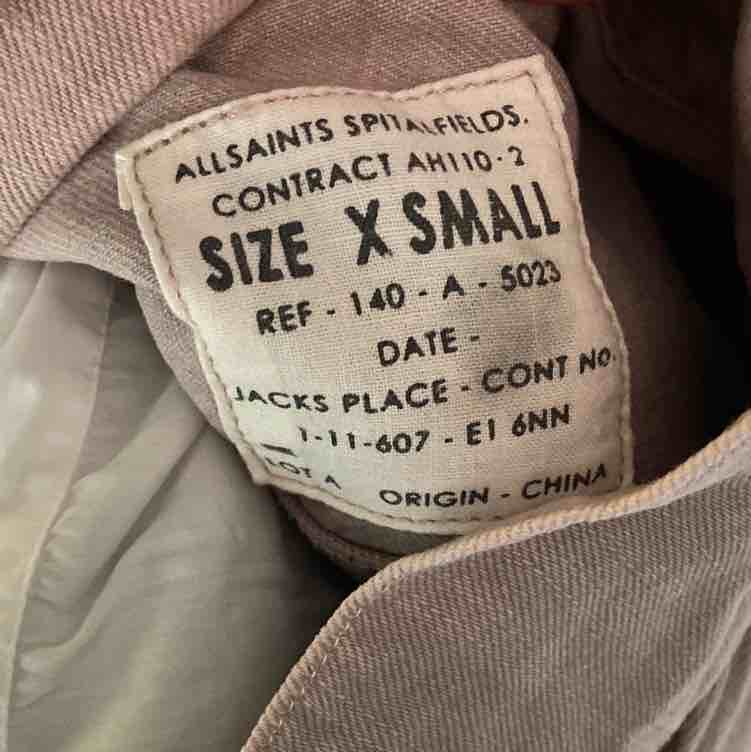 ALLSAINTS SPITALFIELDS.
CONTRACT AH110-2
SIZE X SMALL
REF - 140 - A - 5023
DATE -
JACKS PLACE - CONT NO.
1-11-607 - E1 6NN
LOT A ORIGIN - CHINA